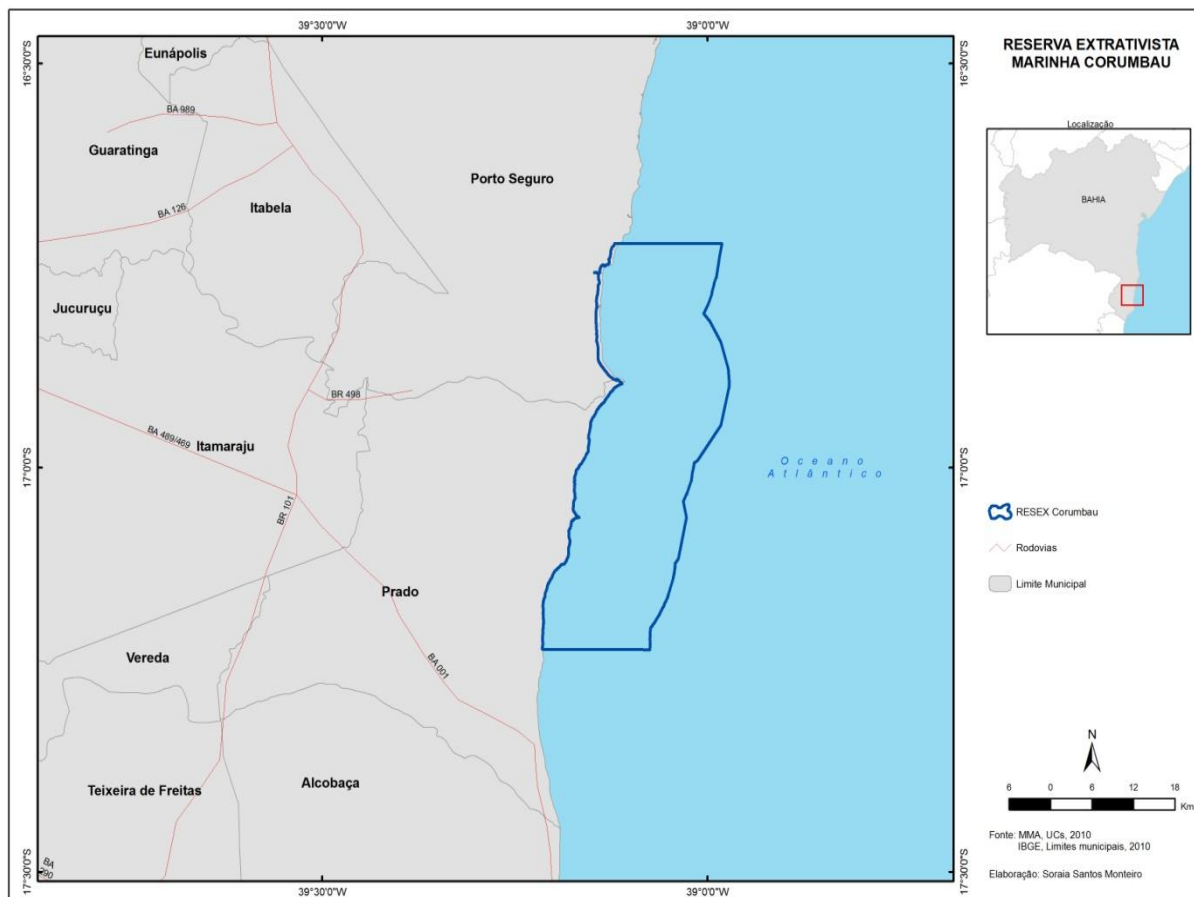 39°30'0"W
39°0'0"W
16°30'0"S
16°30'0"S
Eunápolis
BA 989
Guaratinga
Porto Seguro
BA 126
Itabela
Jucuruçu
BR 498
BA 489/469
Itamaraju
17°0'0"S
17°0'0"S
Oceano
Atlântico
BR 101
Prado
Vereda
BA 001
Teixeira de Freitas
Alcobaça
BA
290
17°30'0"S
17°30'0"S
39°30'0"W
39°0'0"W
RESERVA EXTRATIVISTA
MARINHA CORUMBAU
Localização
BAHIA
RESEX Corumbau
Rodovias
Limite Municipal
N
6 0 6 12 18
Km
Fonte: MMA, UCs, 2010
IBGE, Limites municipais, 2010
Elaboração: Soraia Santos Monteiro